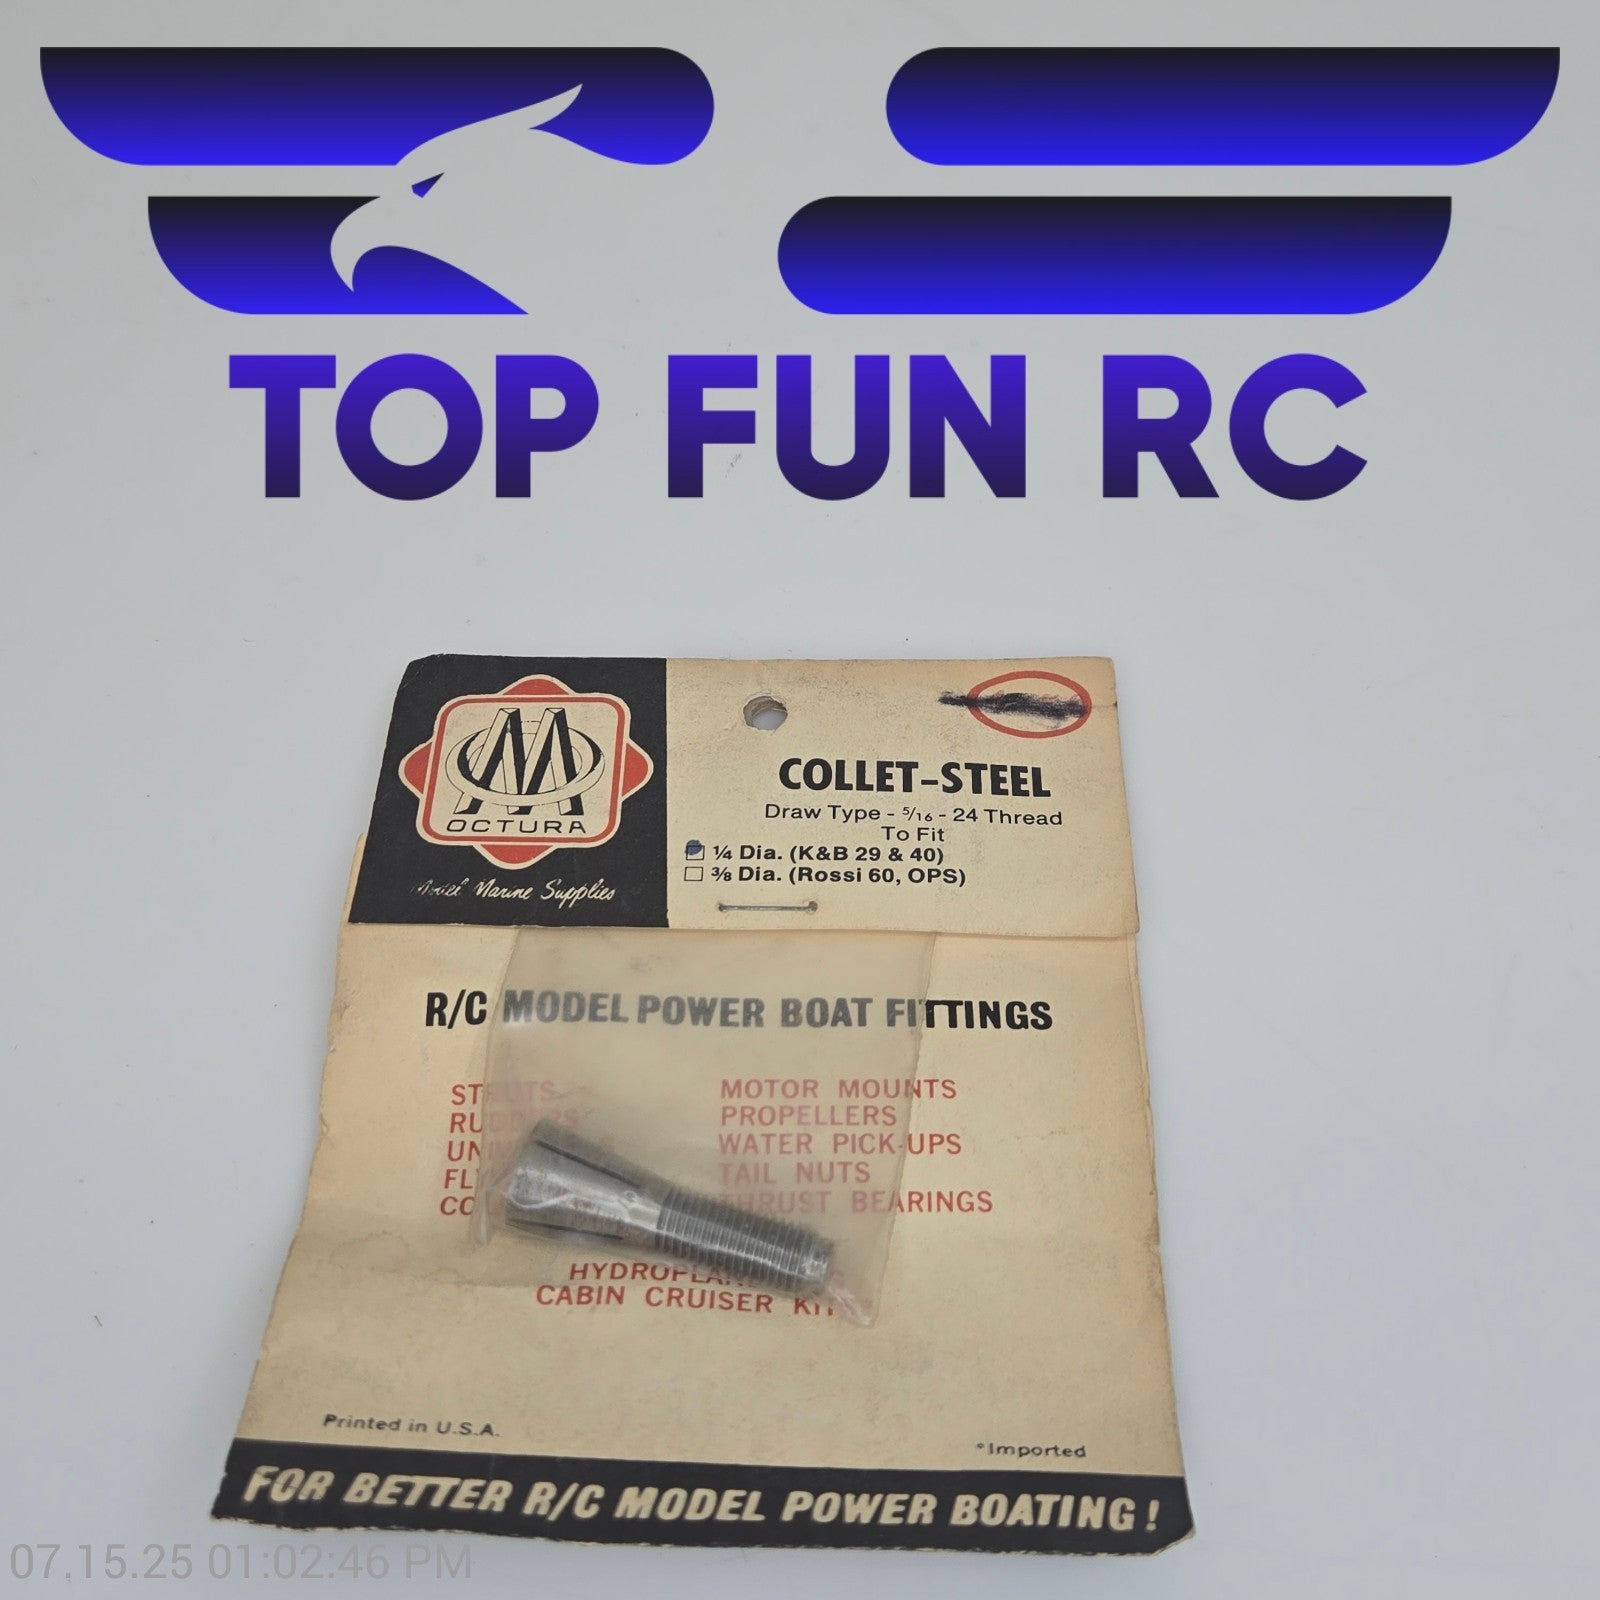 TOP FUN RC
OCTURA
Model Marine Supplies
COLLET-STEEL
Draw Type - 5/16 - 24 Thread
To Fit
1/4 Dia. (K&B 29 & 40)
3/8 Dia. (Rossi 60, OPS)
R/C MODEL POWER BOAT FITTINGS
STRUTS
RUDDERS
MOTOR MOUNTS
PROPELLERS
WATER PICK-UPS
TAIL NUTS
THRUST BEARINGS
CABIN CRUISER
Printed in U.S.A.
*Imported
FOR BETTER R/C MODEL POWER BOATING!
07.15.25 01:02:46 PM